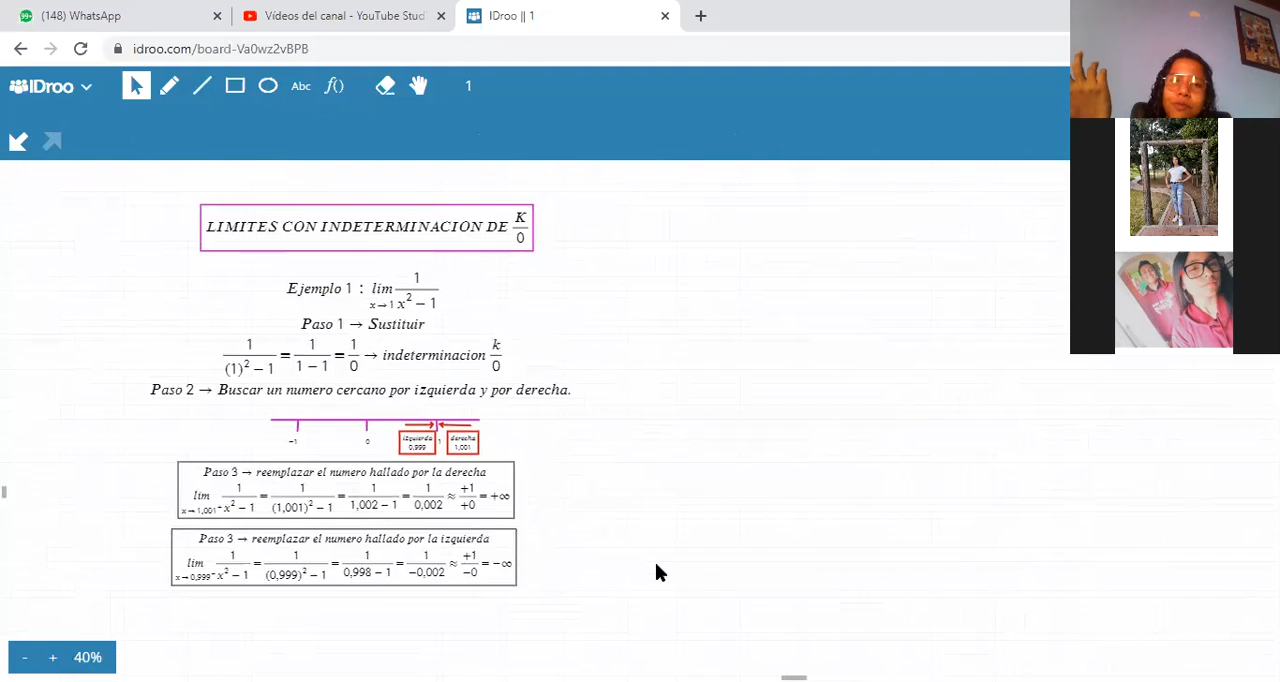 (148) WhatsApp
Vídeos del canal - YouTube Stud
IDroo || 1
idroo.com/board-Va0wz2vBPB
IDroo Abc f() 1
LIMITES CON INDETERMINACIÓN DE K/0
Ejemplo 1 : lim x→1 1/(x² − 1)
Paso 1 → Sustituir
1/((1)² − 1) = 1/(1 − 1) = 1/0 → indeterminacion k/0
Paso 2 → Buscar un numero cercano por izquierda y por derecha.
−1 0 izquierda 0,999 1 derecha 1,001
Paso 3 → reemplazar el numero hallado por la derecha
lim x→1,001⁺ 1/(x² − 1) = 1/((1,001)² − 1) = 1/(1,002 − 1) = 1/0,002 ≈ +1/+0 = +∞
Paso 3 → reemplazar el numero hallado por la izquierda
lim x→0,999⁻ 1/(x² − 1) = 1/((0,999)² − 1) = 1/(0,998 − 1) = 1/−0,002 ≈ +1/−0 = −∞
- + 40%